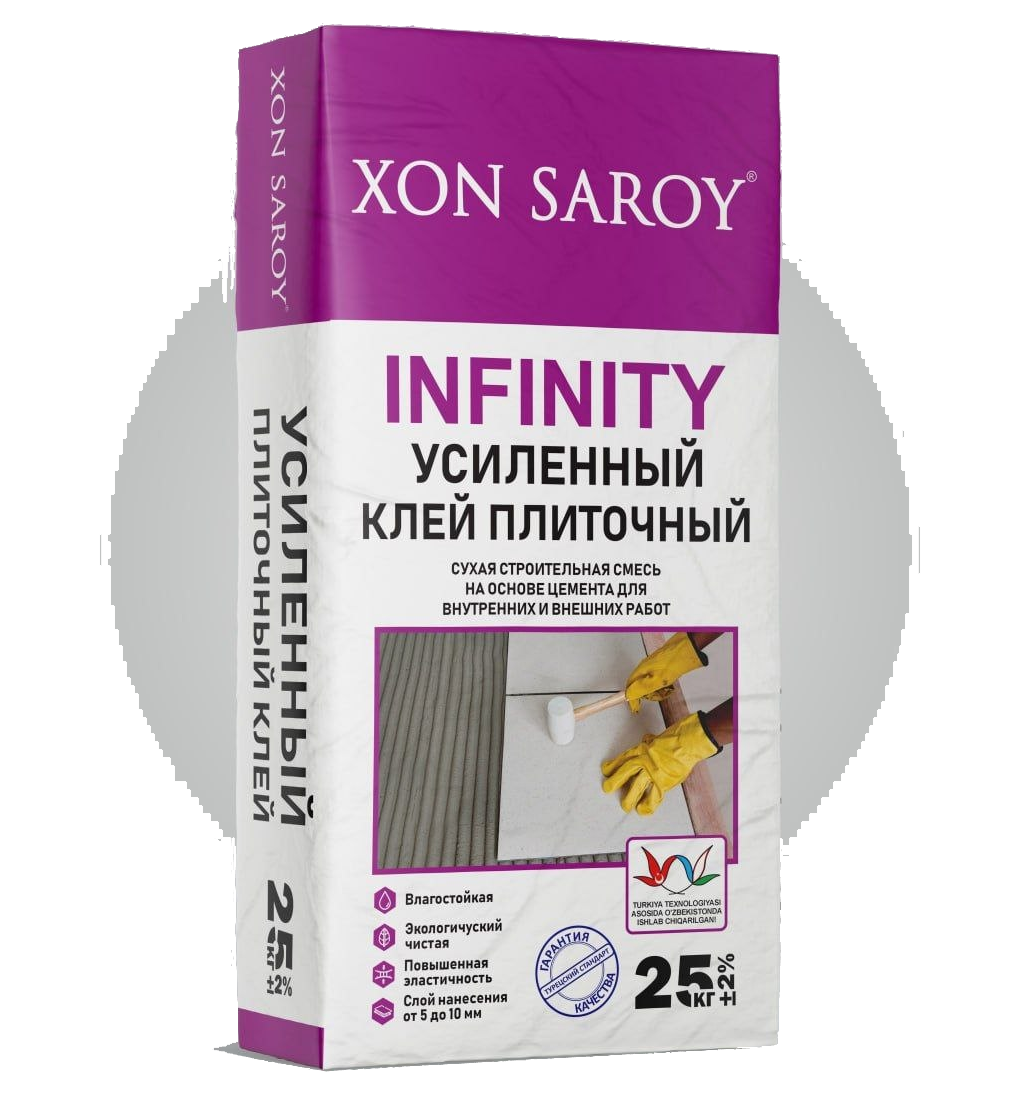 XON SAROY®
INFINITY
УСИЛЕННЫЙ
КЛЕЙ ПЛИТОЧНЫЙ
СУХАЯ СТРОИТЕЛЬНАЯ СМЕСЬ
НА ОСНОВЕ ЦЕМЕНТА ДЛЯ
ВНУТРЕННИХ И ВНЕШНИХ РАБОТ
TURKIYA TEXNOLOGIYASI
ASOSIDA O'ZBEKISTONDA
ISHLAB CHIQARILGAN!
Влагостойкая
Экологичуский
чистая
Повышенная
эластичность
Слой нанесения
от 5 до 10 мм
ГАРАНТИЯ
ТУРЕЦСКИЙ СТАНДАРТ
КАЧЕСТВА
25 КГ ±2%
XON SAROY®
УСИЛЕННЫЙ
ПЛИТОЧНЫЙ КЛЕЙ
25 КГ ±2%